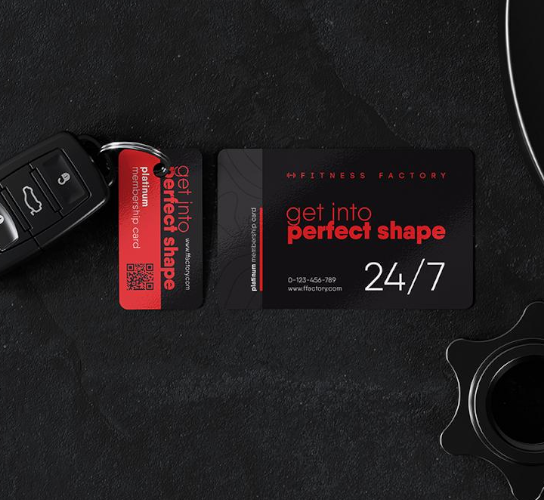 platinum
membership card
get into
perfect shape
www.ffactory.com
platinum membership card
FITNESS FACTORY
get into
perfect shape
0-123-456-789
www.ffactory.com
24/7